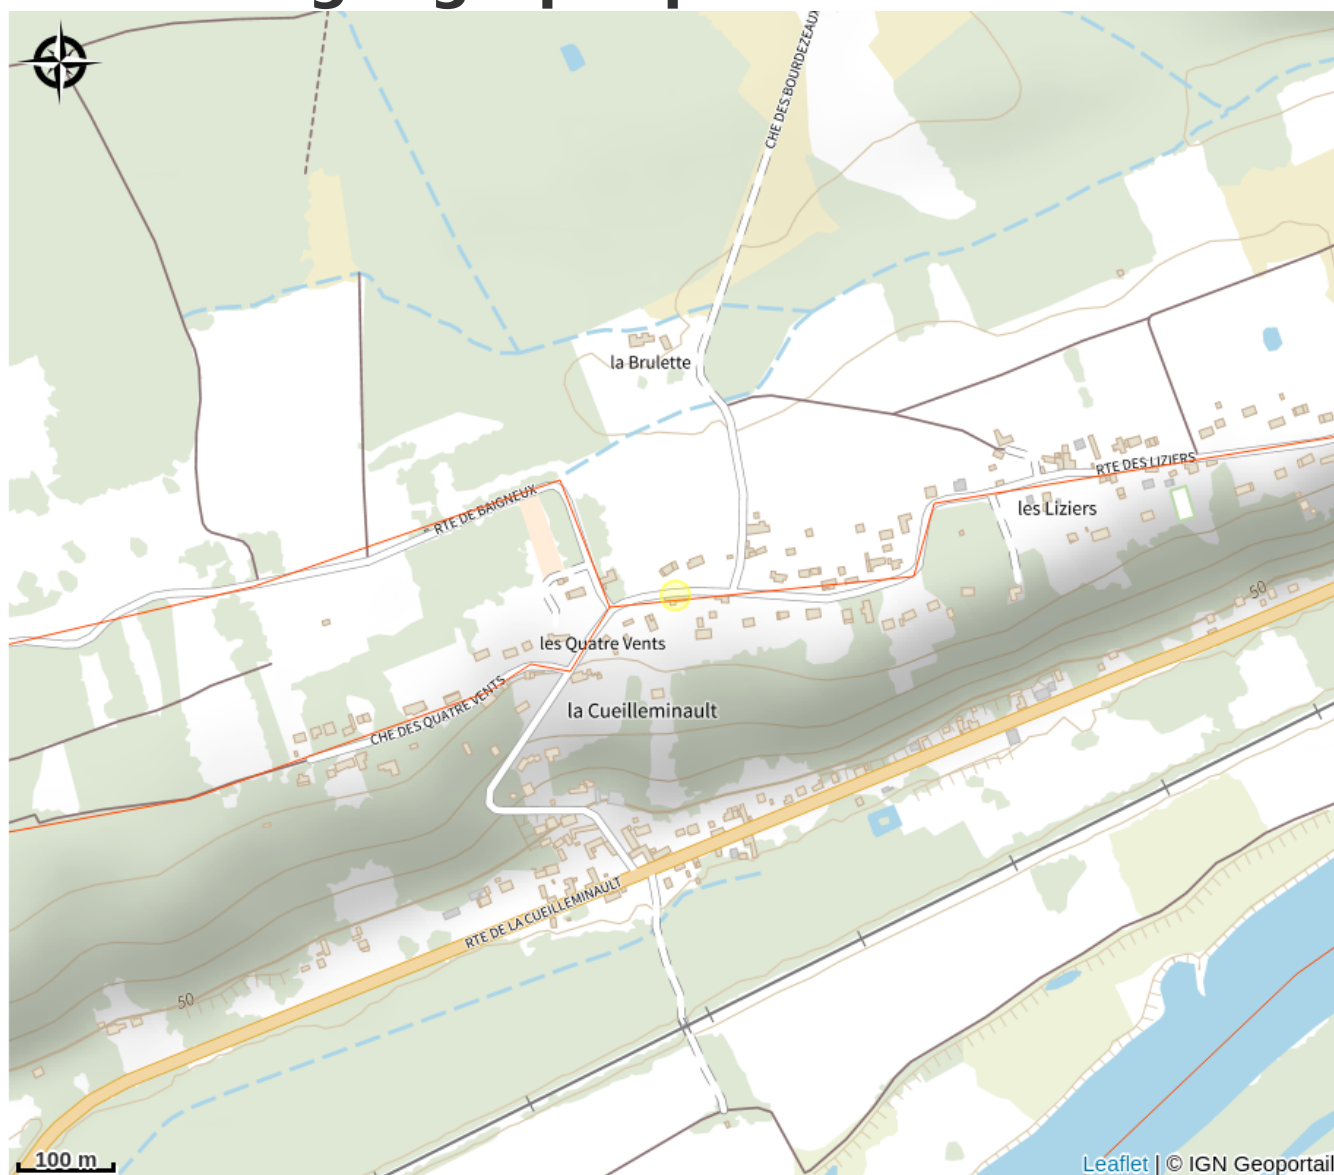 CHE DES BOURDEZEAUX
la Brulette
RTE DES LIZIERS
RTE DE BAIGNEUX
les Liziers
50
les Quatre Vents
CHE DES QUATRE VENTS
la Cueilleminault
RTE DE LA CUEILLEMINAULT
50
100 m
Leaflet | © IGN Geoportail